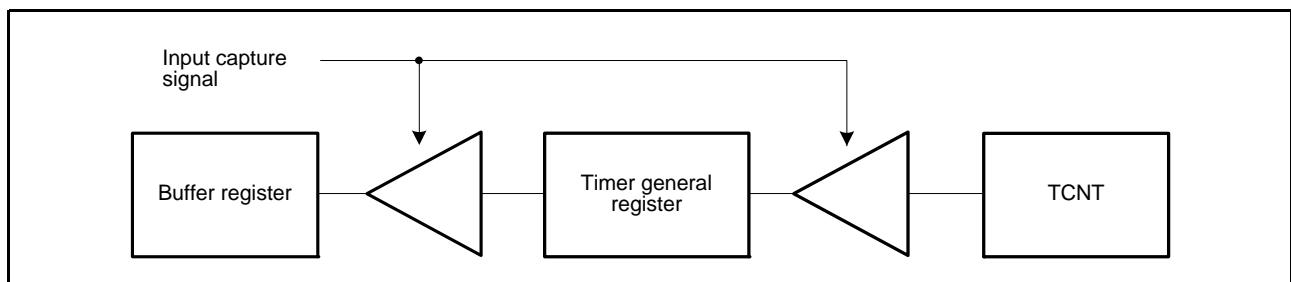 Input capture
signal
Buffer register
Timer general
register
TCNT